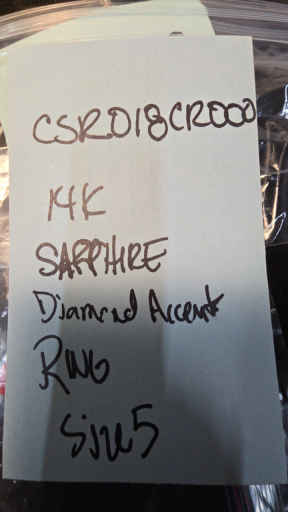 CSR018CR000
14K
SAPPHIRE
Diamond Accent
RING
Size 5